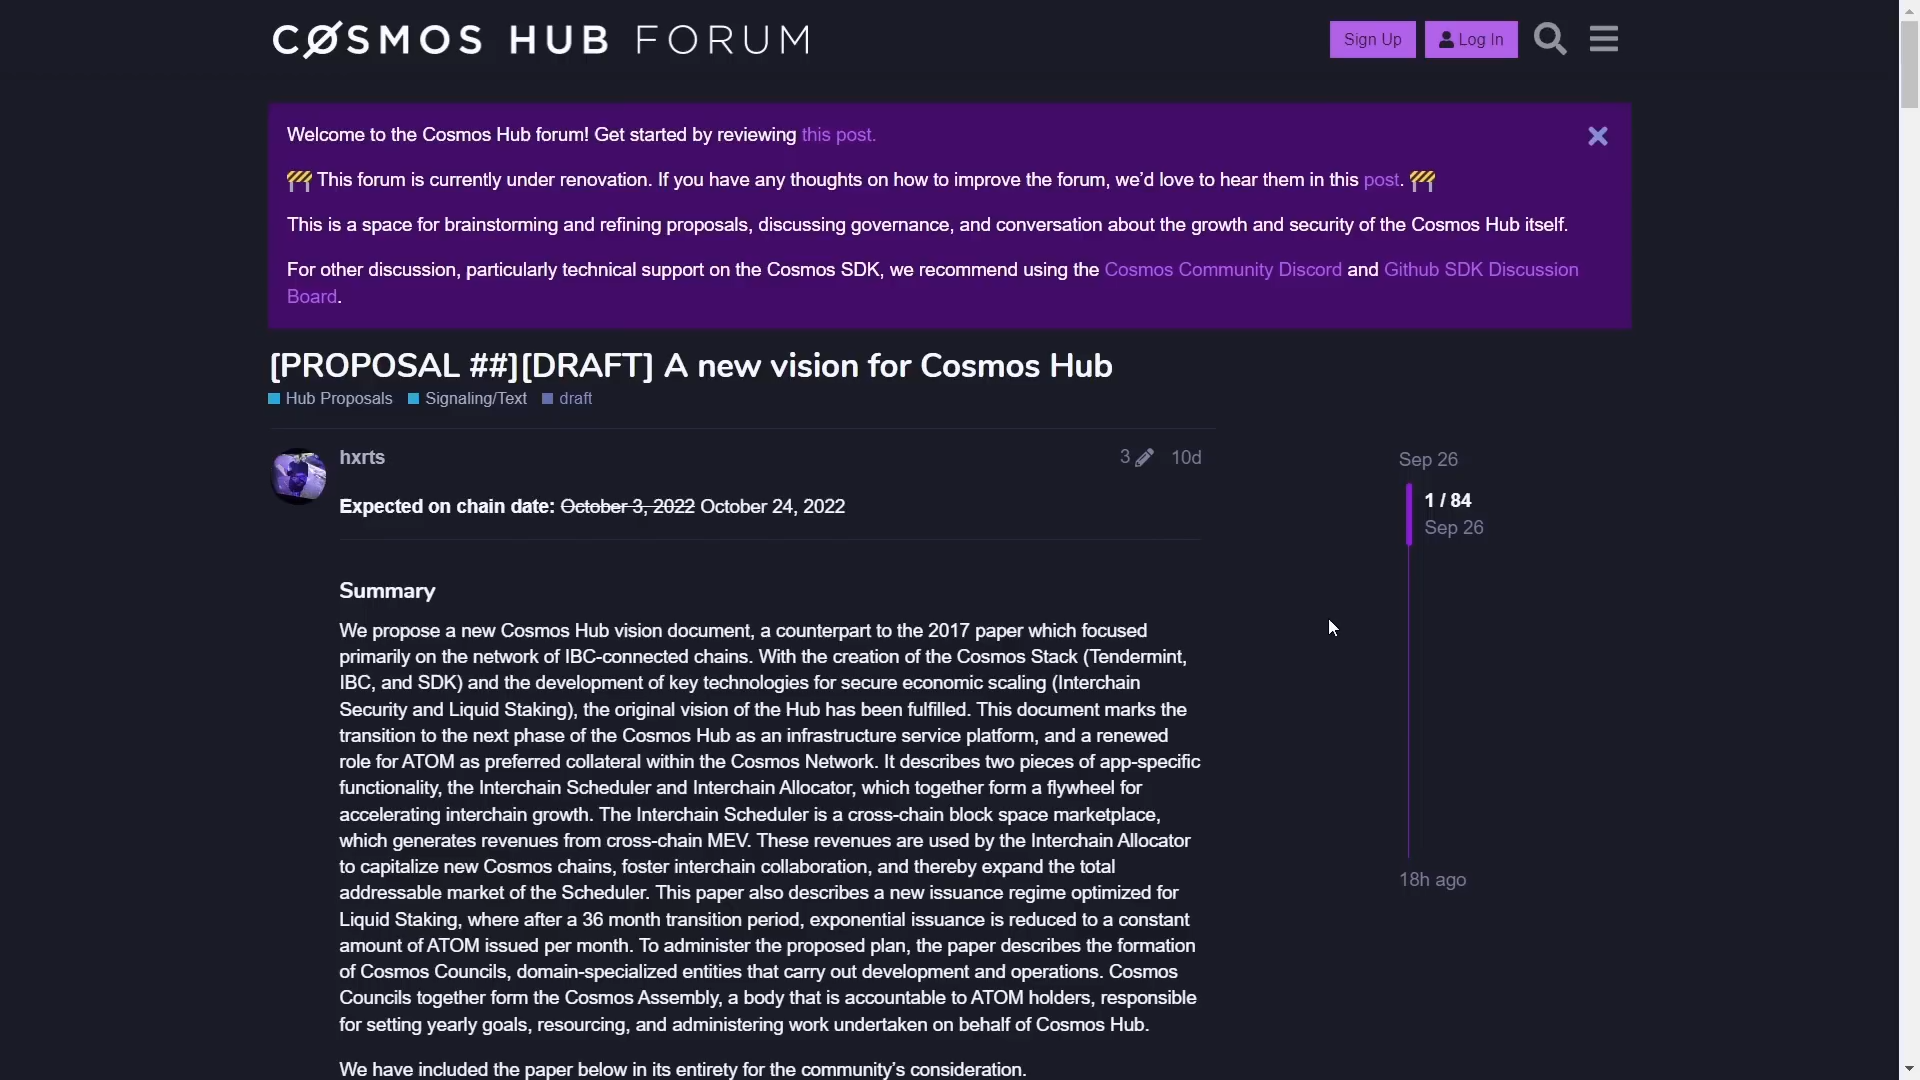 CØSMOS HUB FORUM
Sign Up
Log In
Welcome to the Cosmos Hub forum! Get started by reviewing this post.
This forum is currently under renovation. If you have any thoughts on how to improve the forum, we’d love to hear them in this post.
This is a space for brainstorming and refining proposals, discussing governance, and conversation about the growth and security of the Cosmos Hub itself.
For other discussion, particularly technical support on the Cosmos SDK, we recommend using the Cosmos Community Discord and Github SDK Discussion
Board.
[PROPOSAL ##][DRAFT] A new vision for Cosmos Hub
Hub Proposals Signaling/Text draft
hxrts
3 10d
Expected on chain date: October 3, 2022 October 24, 2022
Sep 26
1 / 84
Sep 26
18h ago
Summary
We propose a new Cosmos Hub vision document, a counterpart to the 2017 paper which focused
primarily on the network of IBC-connected chains. With the creation of the Cosmos Stack (Tendermint,
IBC, and SDK) and the development of key technologies for secure economic scaling (Interchain
Security and Liquid Staking), the original vision of the Hub has been fulfilled. This document marks the
transition to the next phase of the Cosmos Hub as an infrastructure service platform, and a renewed
role for ATOM as preferred collateral within the Cosmos Network. It describes two pieces of app-specific
functionality, the Interchain Scheduler and Interchain Allocator, which together form a flywheel for
accelerating interchain growth. The Interchain Scheduler is a cross-chain block space marketplace,
which generates revenues from cross-chain MEV. These revenues are used by the Interchain Allocator
to capitalize new Cosmos chains, foster interchain collaboration, and thereby expand the total
addressable market of the Scheduler. This paper also describes a new issuance regime optimized for
Liquid Staking, where after a 36 month transition period, exponential issuance is reduced to a constant
amount of ATOM issued per month. To administer the proposed plan, the paper describes the formation
of Cosmos Councils, domain-specialized entities that carry out development and operations. Cosmos
Councils together form the Cosmos Assembly, a body that is accountable to ATOM holders, responsible
for setting yearly goals, resourcing, and administering work undertaken on behalf of Cosmos Hub.
We have included the paper below in its entirety for the community’s consideration.